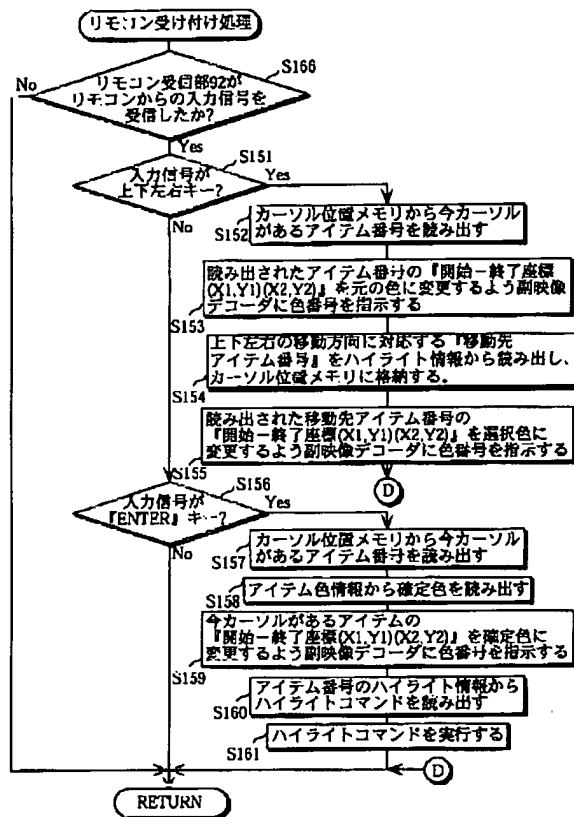 リモコン受け付け処理
S166
No
リモコン受信部92が
リモコンからの入力信号を
受信したか?
Yes
S151
入力信号が
上下左右キー?
Yes
No
カーソル位置メモリから今カーソル
があるアイテム番号を読み出す
S152
読み出されたアイテム番号の『開始－終了座標
(X1,Y1)(X2,Y2)』を元の色に変更するよう副映像
デコーダに色番号を指示する
S153
上下左右の移動方向に対応する『移動先
アイテム番号』をハイライト情報から読み出し、
カーソル位置メモリに格納する。
S154
読み出された移動先アイテム番号の
『開始－終了座標(X1,Y1)(X2,Y2)』を選択色に
変更するよう副映像デコーダに色番号を指示する
S155
D
S156
入力信号が
『ENTER』キー?
Yes
No
カーソル位置メモリから今カーソル
があるアイテム番号を読み出す
S157
アイテム色情報から確定色を読み出す
S158
今カーソルがあるアイテムの
『開始－終了座標(X1,Y1)(X2,Y2)』を確定色に
変更するよう副映像デコーダに色番号を指示する
S159
アイテム番号のハイライト情報から
ハイライトコマンドを読み出す
S160
ハイライトコマンドを実行する
S161
D
RETURN